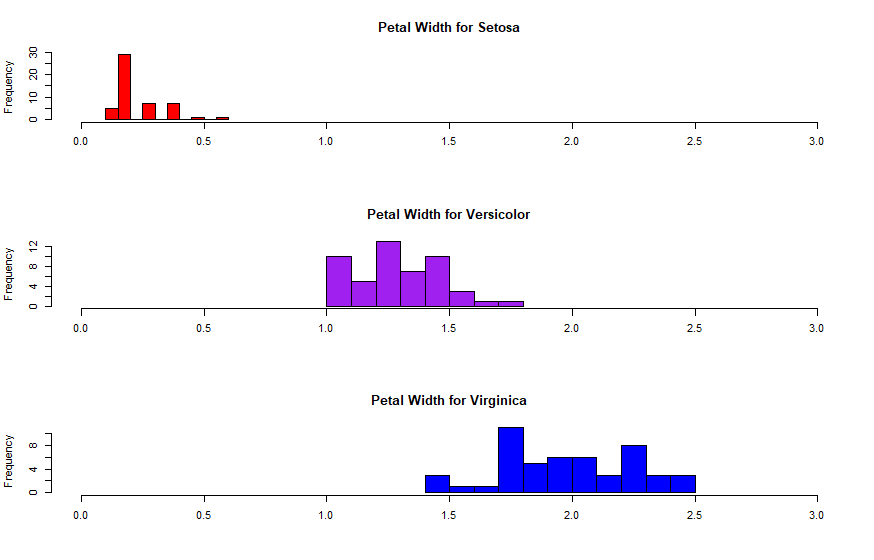 Petal Width for Setosa
Frequency
0 10 20 30
0.0 0.5 1.0 1.5 2.0 2.5 3.0
Petal Width for Versicolor
Frequency
0 4 8 12
0.0 0.5 1.0 1.5 2.0 2.5 3.0
Petal Width for Virginica
Frequency
0 4 8
0.0 0.5 1.0 1.5 2.0 2.5 3.0